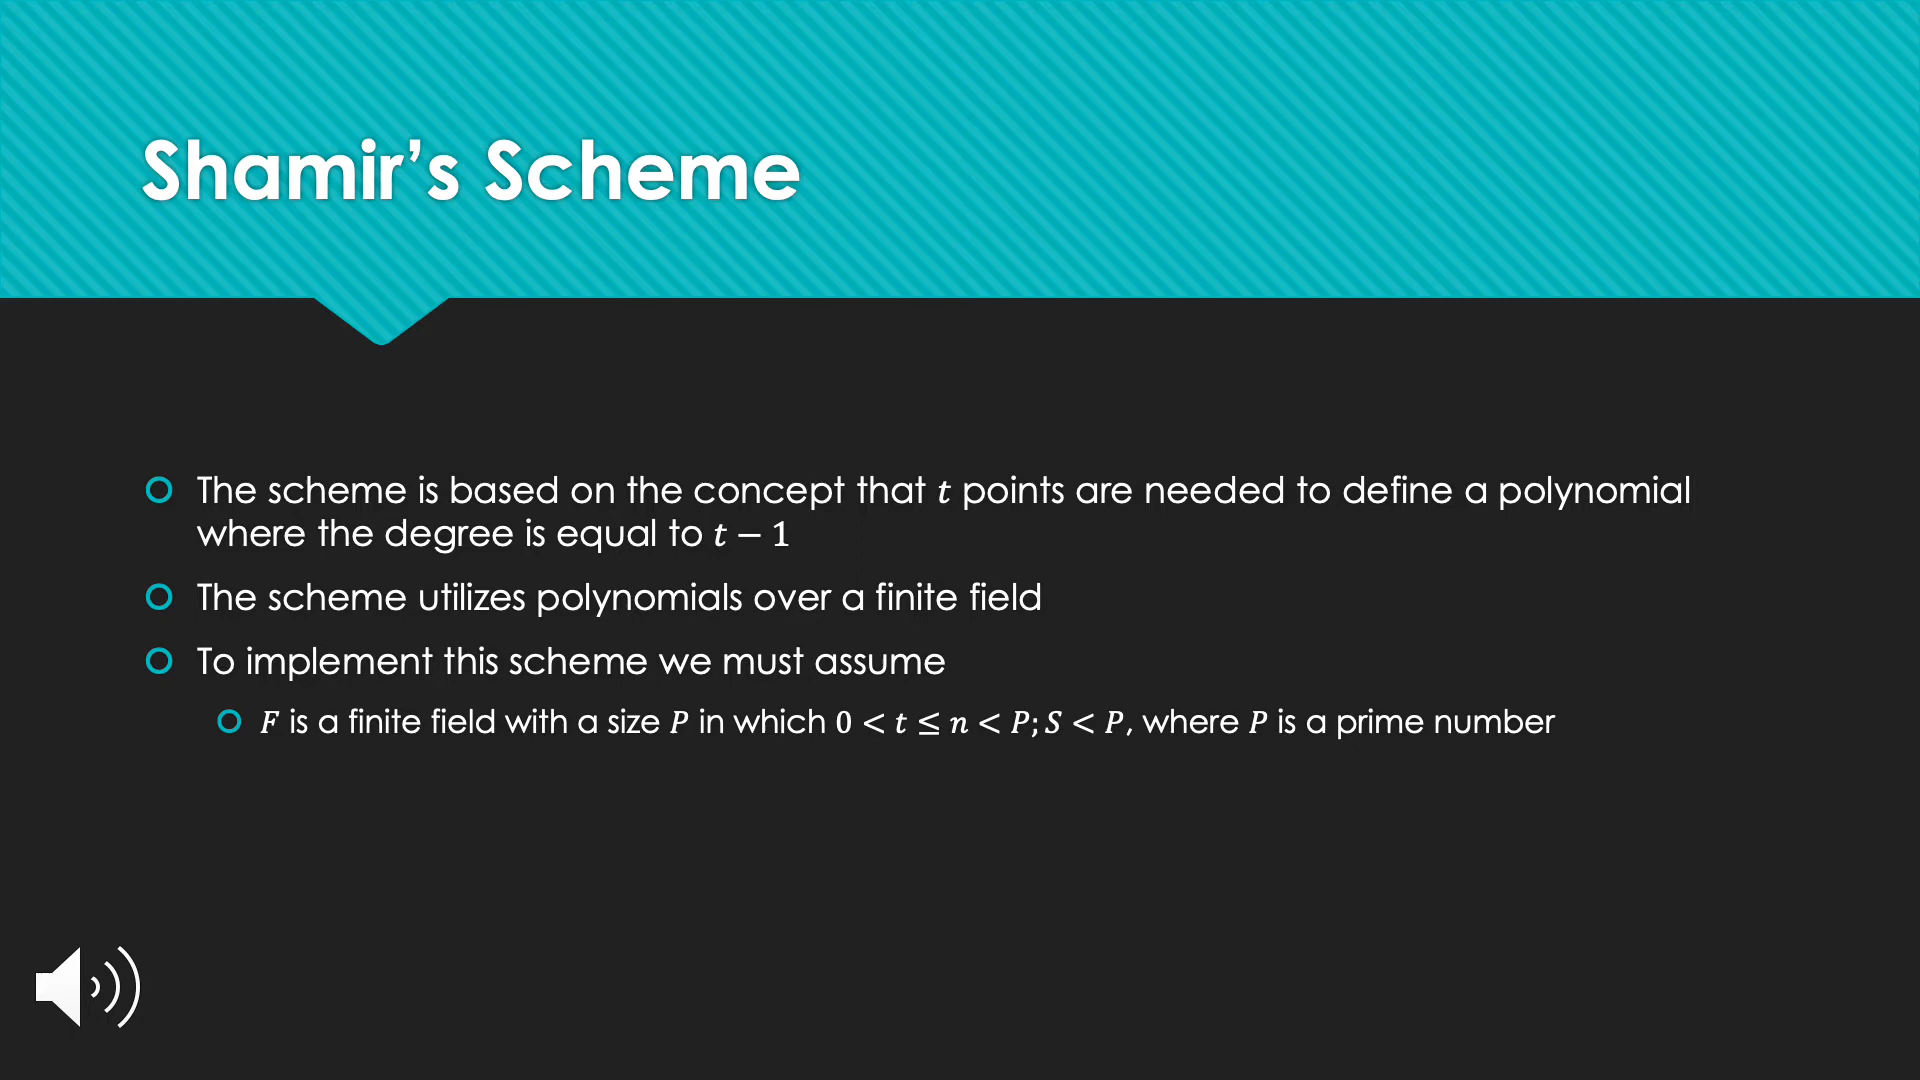 Shamir’s Scheme
The scheme is based on the concept that 𝑡 points are needed to define a polynomial
where the degree is equal to 𝑡 − 1
The scheme utilizes polynomials over a finite field
To implement this scheme we must assume
𝐹 is a finite field with a size 𝑃 in which 0 < 𝑡 ≤ 𝑛 < 𝑃; 𝑆 < 𝑃, where 𝑃 is a prime number